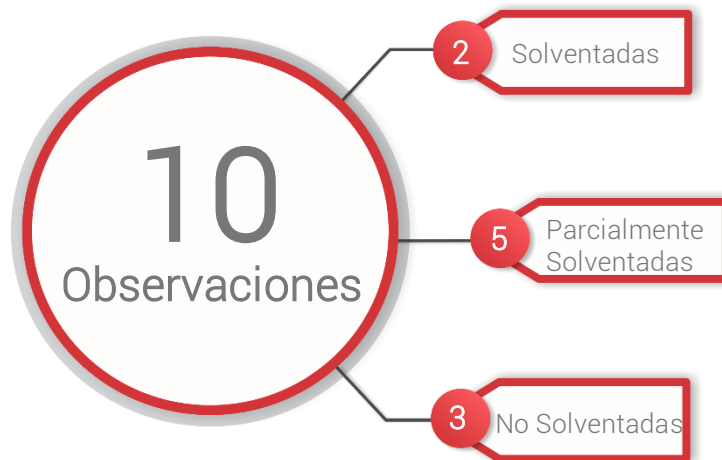 10
Observaciones
2
Solventadas
5
Parcialmente
Solventadas
3
No Solventadas